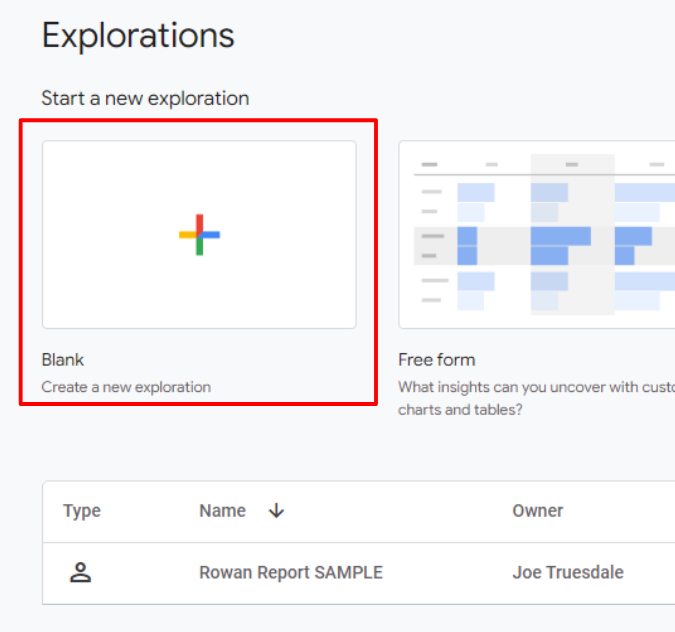 Explorations
Start a new exploration
Blank
Create a new exploration
Free form
What insights can you uncover with custo
charts and tables?
Type Name Owner
Rowan Report SAMPLE Joe Truesdale